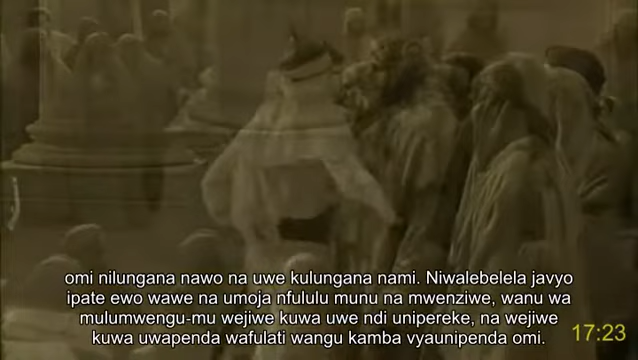 omi nilungana nawo na uwe kulungana nami. Niwalebelela javyo
ipate ewo wawe na umoja nfululu munu na mwenziwe, wanu wa
mulumwengu-mu wejiwe kuwa uwe ndi unipereke, na wejiwe
kuwa uwapenda wafulati wangu kamba vyaunipenda omi.
17:23